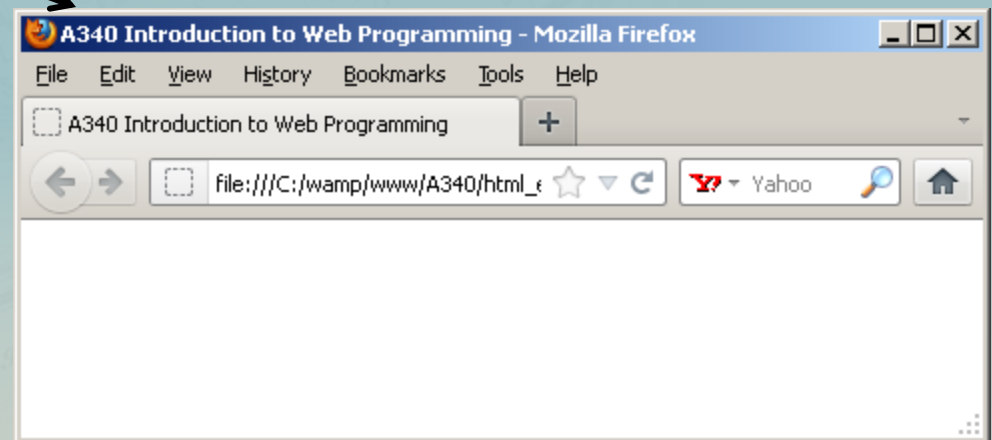 A340 Introduction to Web Programming - Mozilla Firefox
File Edit View History Bookmarks Tools Help
A340 Introduction to Web Programming
file:///C:/wamp/www/A340/html_e
Y? Yahoo